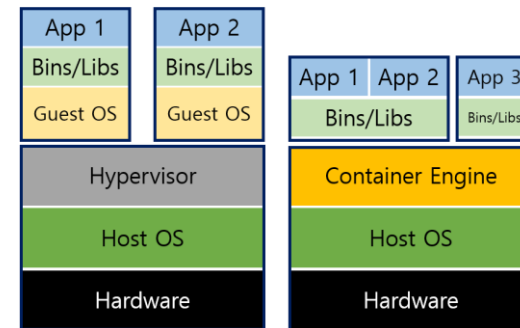 App 1
Bins/Libs
Guest OS
App 2
Bins/Libs
Guest OS
Hypervisor
Host OS
Hardware
App 1 App 2
Bins/Libs
App 3
Bins/Libs
Container Engine
Host OS
Hardware